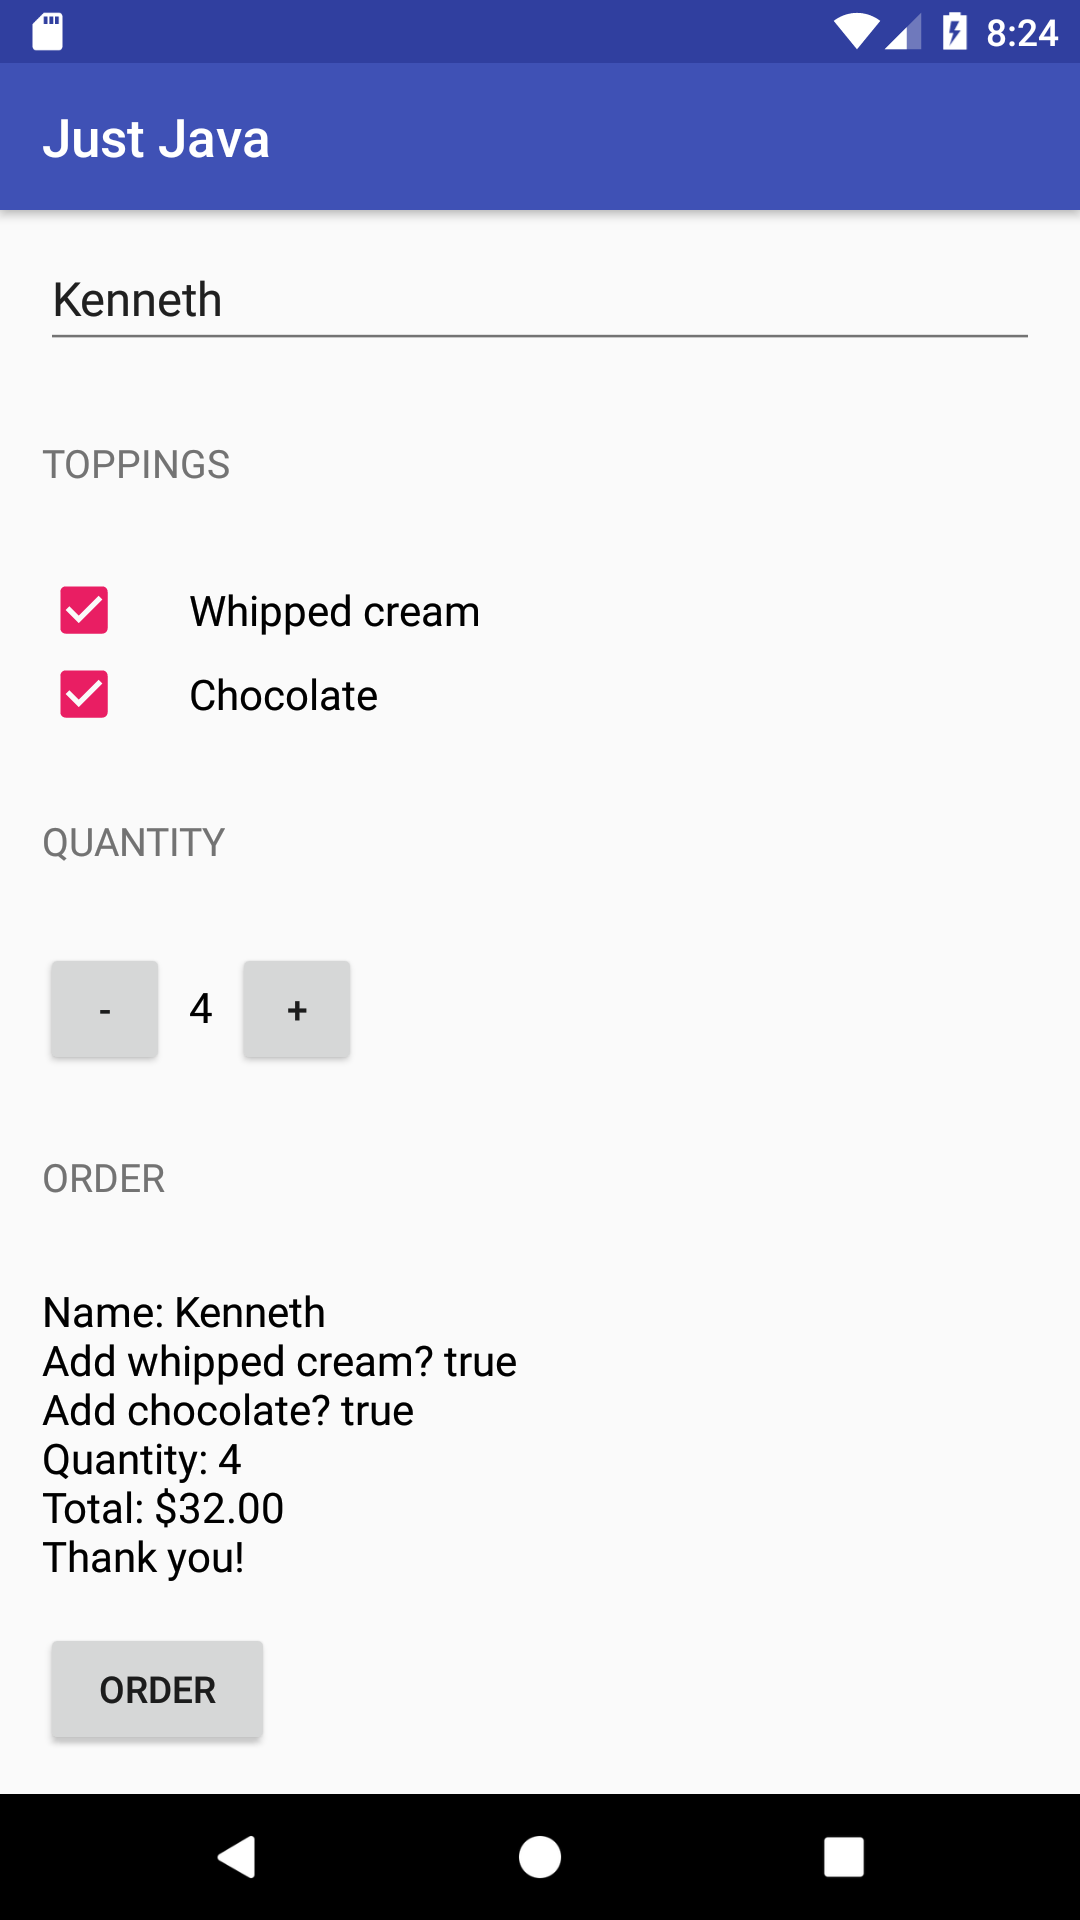 8:24
Just Java
Kenneth
TOPPINGS
Whipped cream
Chocolate
QUANTITY
- 4 +
ORDER
Name: Kenneth
Add whipped cream? true
Add chocolate? true
Quantity: 4
Total: $32.00
Thank you!
ORDER